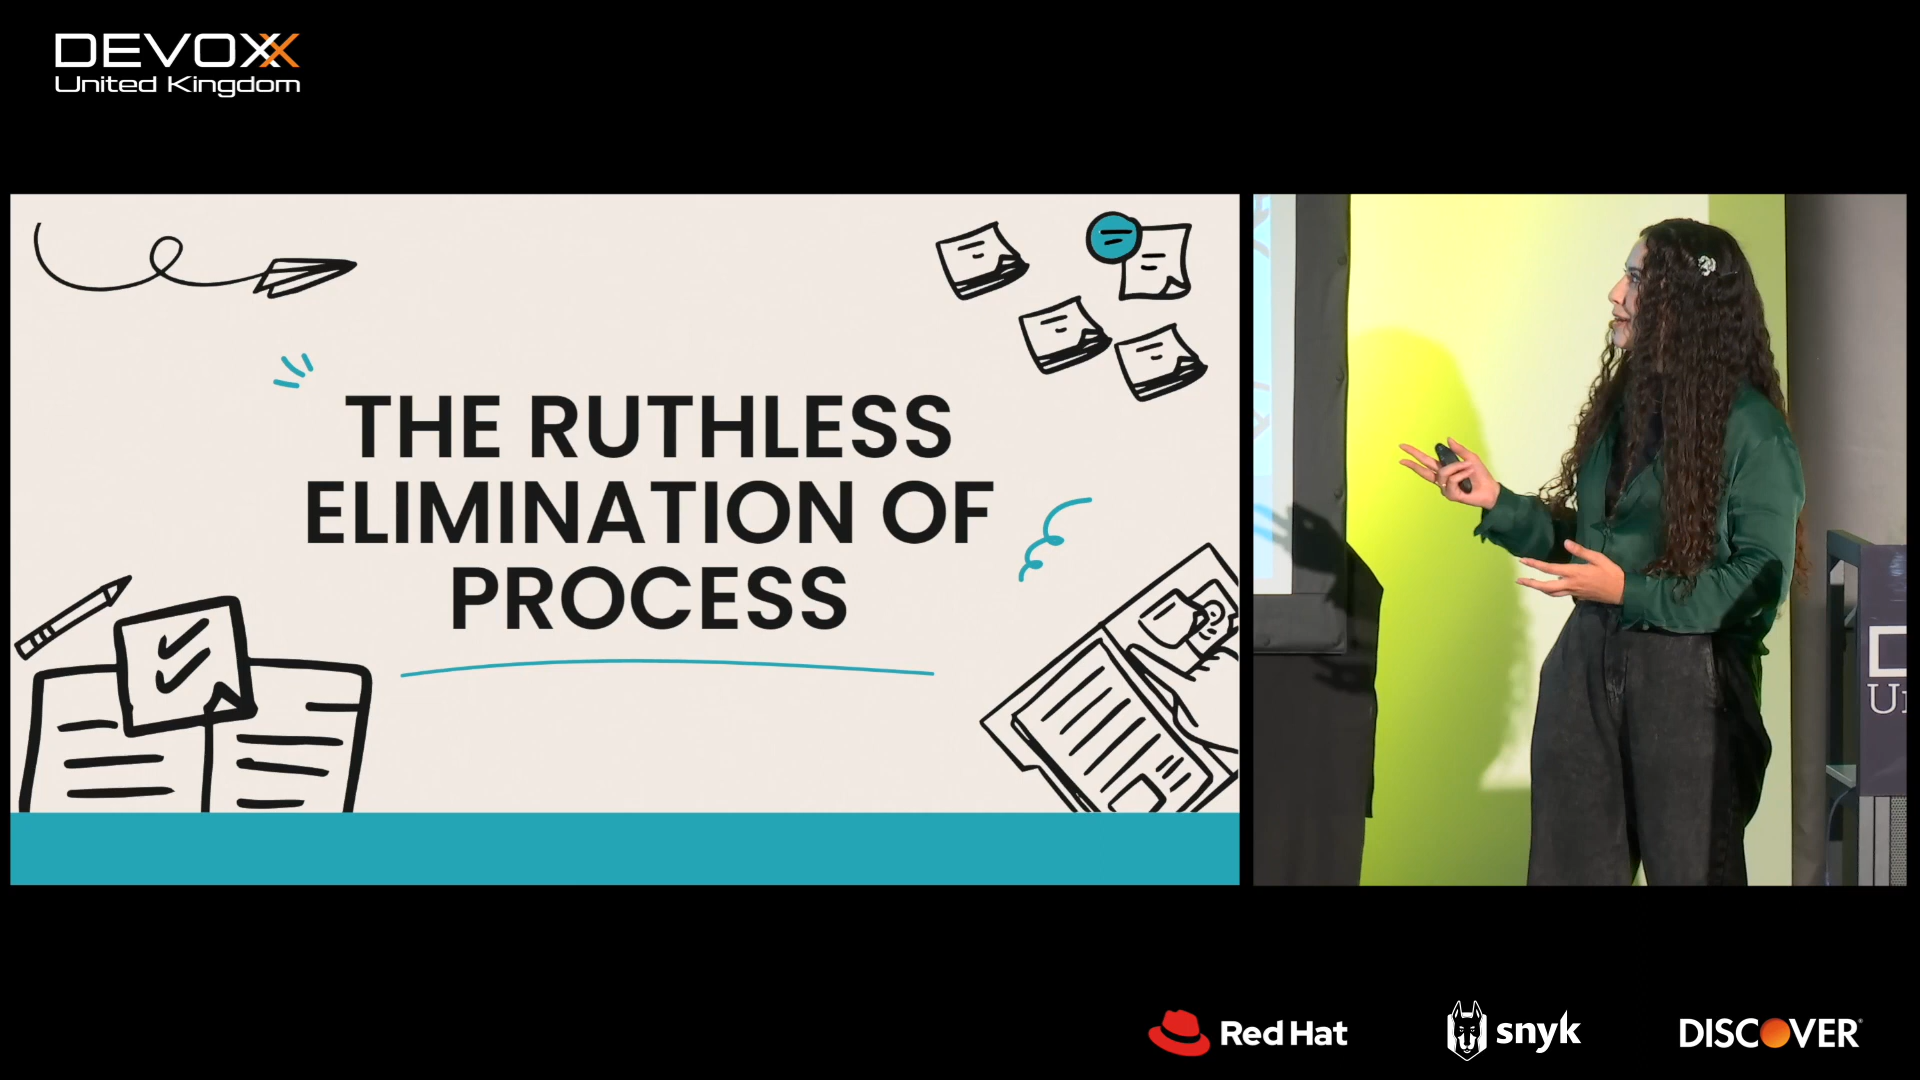 DEVOXX
United Kingdom
THE RUTHLESS
ELIMINATION OF
PROCESS
Red Hat
snyk
DISCOVER